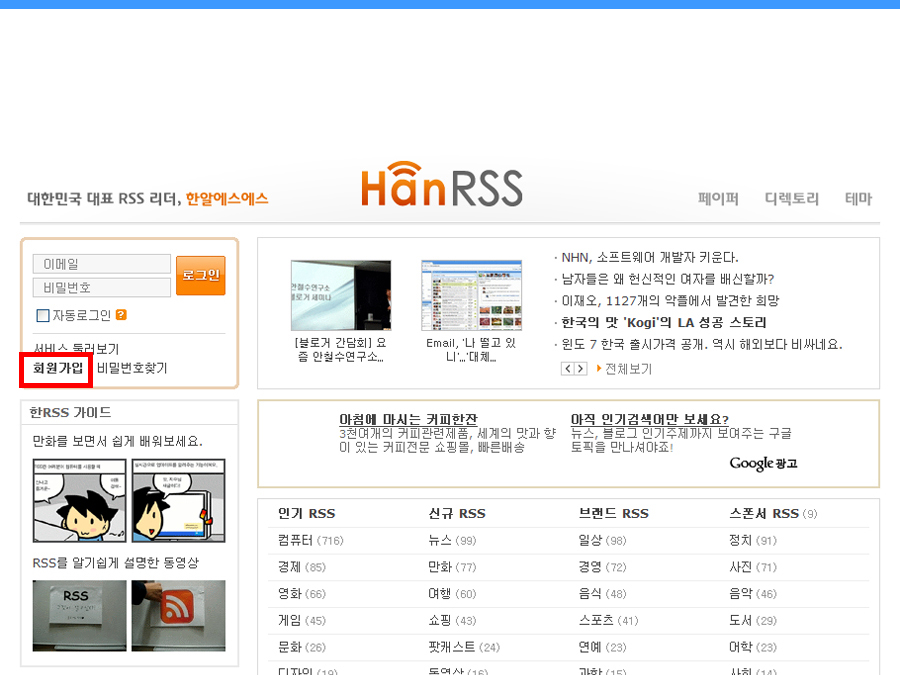 대한민국 대표 RSS 리더, 한알에스에스
HanRSS
페이퍼 디렉토리 테마
이메일
비밀번호
로그인
자동로그인 ?
서비스 둘러보기
회원가입 비밀번호찾기
[블로거 간담회] 요
즘 안철수연구소...
Email, '나 떨고 있
니'...'대체...
· NHN, 소프트웨어 개발자 키운다.
· 남자들은 왜 헌신적인 여자를 배신할까?
· 이재오, 1127개의 악플에서 발견한 희망
· 한국의 맛 'Kogi'의 LA 성공 스토리
· 윈도 7 한국 출시가격 공개. 역시 해외보다 비싸네요.
< > 전체보기
한RSS 가이드
만화를 보면서 쉽게 배워보세요.
RSS를 알기쉽게 설명한 동영상
RSS
아침에 마시는 커피한잔
3천여개의 커피관련제품, 세계의 맛과 향
이 있는 커피전문 쇼핑몰, 빠른배송
아직 인기검색어만 보세요?
뉴스, 블로그 인기주제까지 보여주는 구글
토픽을 만나셔야죠!
Google 광고
인기 RSS 신규 RSS 브랜드 RSS 스폰서 RSS (9)
컴퓨터 (716) 뉴스 (99) 일상 (98) 정치 (91)
경제 (85) 만화 (77) 경영 (72) 사진 (71)
영화 (66) 여행 (60) 음식 (48) 음악 (46)
게임 (45) 쇼핑 (43) 스포츠 (41) 도서 (29)
문화 (26) 팟캐스트 (24) 연예 (23) 어학 (23)
디자인 (19) 동영상 (16) 과학 (15) 사회 (14)